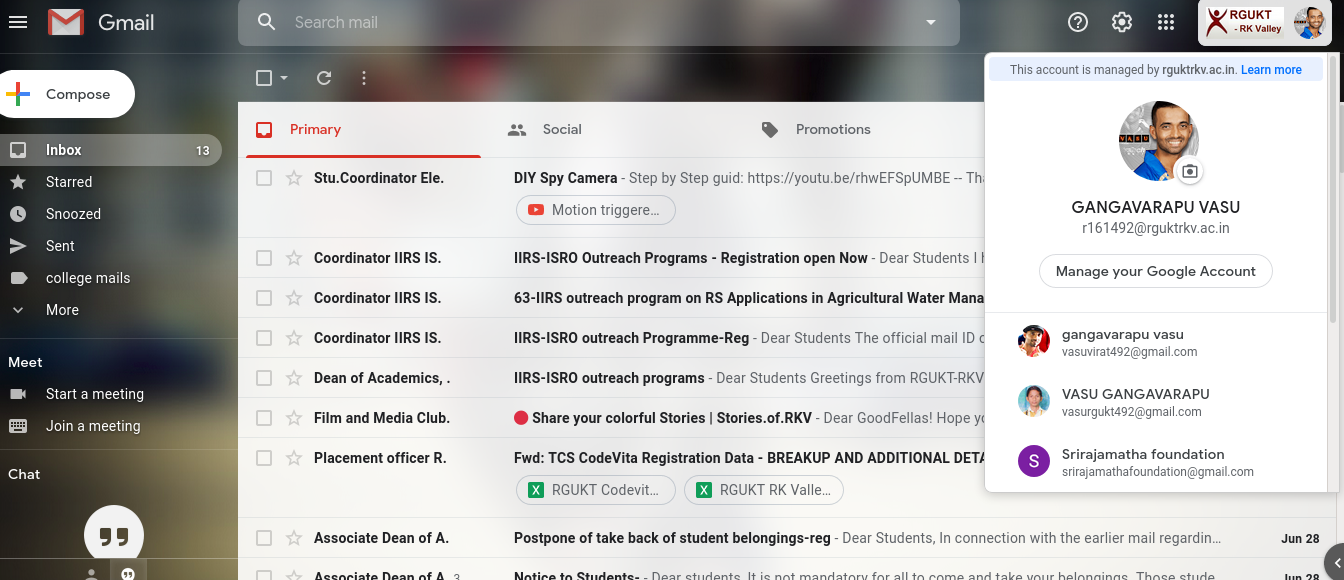 Gmail
Search mail
RGUKT
- RK Valley
Compose
Inbox 13
Starred
Snoozed
Sent
college mails
More
Meet
Start a meeting
Join a meeting
Chat
Primary
Social
Promotions
Stu.Coordinator Ele. DIY Spy Camera - Step by Step guid: https://youtu.be/rhwEFSpUMBE -- Tha
Motion triggere…
Coordinator IIRS IS. IIRS-ISRO Outreach Programs - Registration open Now - Dear Students I h
Coordinator IIRS IS. 63-IIRS outreach program on RS Applications in Agricultural Water Mana
Coordinator IIRS IS. IIRS-ISRO outreach Programme-Reg - Dear Students The official mail ID o
Dean of Academics, . IIRS-ISRO outreach programs - Dear Students Greetings from RGUKT-RKV
Film and Media Club. Share your colorful Stories | Stories.of.RKV - Dear GoodFellas! Hope yo
Placement officer R. Fwd: TCS CodeVita Registration Data - BREAKUP AND ADDITIONAL DETA
X RGUKT Codevit… X RGUKT RK Valle…
Associate Dean of A. Postpone of take back of student belongings-reg - Dear Students, In connection with the earlier mail regardin… Jun 28
Associate Dean of A. 3 Notice to Students- - Dear students, It is not mandatory for all to come and take your belongings. Those stude… Jun 28
This account is managed by rguktrkv.ac.in. Learn more
VASU
GANGAVARAPU VASU
r161492@rguktrkv.ac.in
Manage your Google Account
gangavarapu vasu
vasuvirat492@gmail.com
VASU GANGAVARAPU
vasurgukt492@gmail.com
S
Srirajamatha foundation
srirajamathafoundation@gmail.com